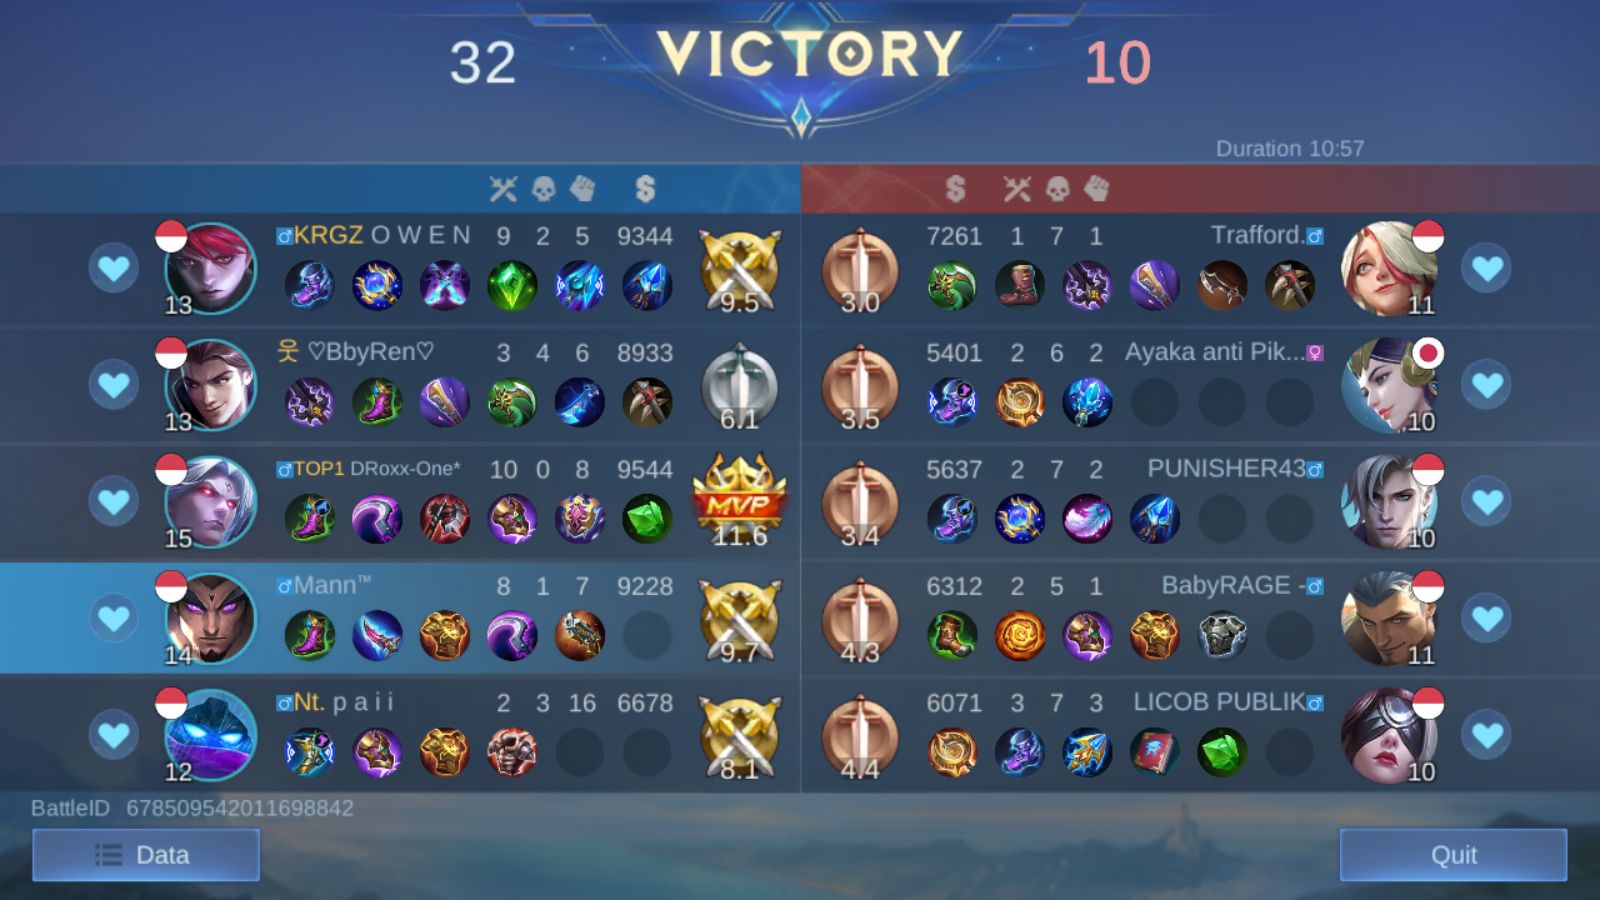 32 VICTORY 10
Duration 10:57
KRGZ O W E N 9 2 5 9344
13 9.5
7261 1 7 1 Trafford.
3.0 11
웃 ♡BbyRen♡ 3 4 6 8933
13 6.1
5401 2 6 2 Ayaka anti Pik...
3.5 10
TOP1 DRoxx-One* 10 0 8 9544
MVP
15 11.6
5637 2 7 2 PUNISHER43
3.4 10
Mann™ 8 1 7 9228
14 9.7
6312 2 5 1 BabyRAGE -
4.3 11
Nt. p a i i 2 3 16 6678
12 8.1
6071 3 7 3 LICOB PUBLIK
4.4 10
BattleID 678509542011698842
Data
Quit